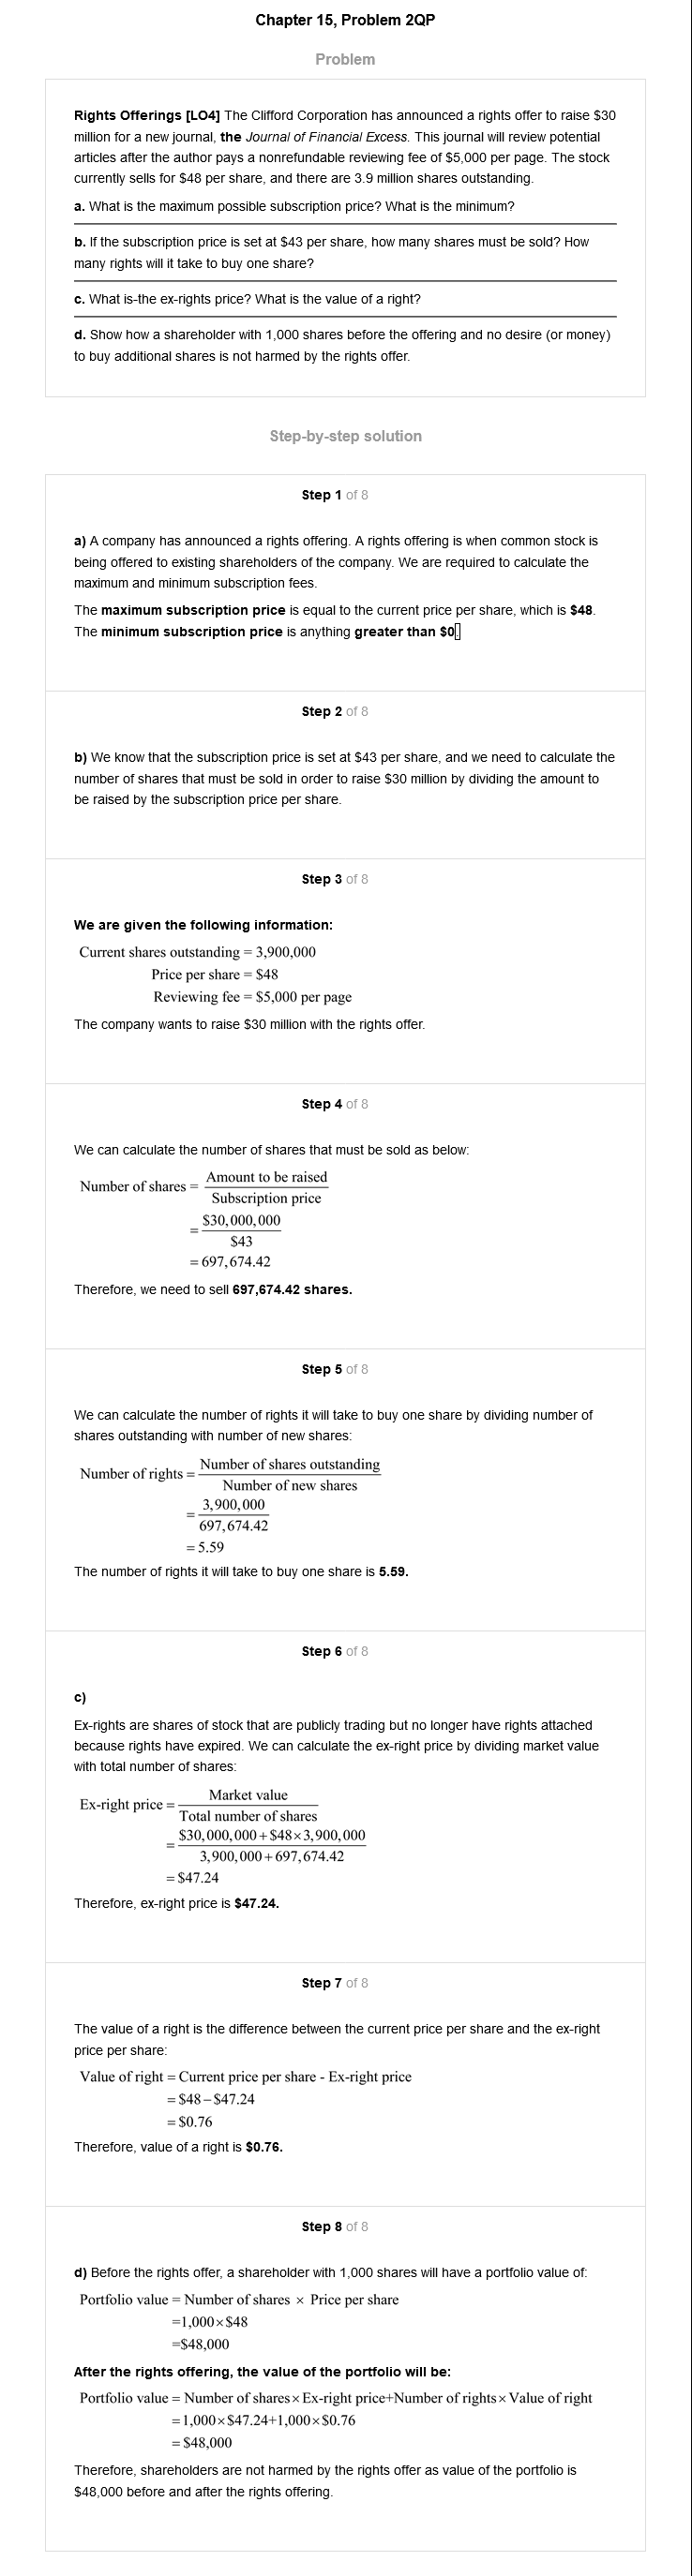 Chapter 15, Problem 2QP
Problem
Rights Offerings [LO4] The Clifford Corporation has announced a rights offer to raise $30
million for a new journal, the Journal of Financial Excess. This journal will review potential
articles after the author pays a nonrefundable reviewing fee of $5,000 per page. The stock
currently sells for $48 per share, and there are 3.9 million shares outstanding.
a. What is the maximum possible subscription price? What is the minimum?
b. If the subscription price is set at $43 per share, how many shares must be sold? How
many rights will it take to buy one share?
c. What is-the ex-rights price? What is the value of a right?
d. Show how a shareholder with 1,000 shares before the offering and no desire (or money)
to buy additional shares is not harmed by the rights offer.
Step-by-step solution
Step 1 of 8
a) A company has announced a rights offering. A rights offering is when common stock is
being offered to existing shareholders of the company. We are required to calculate the
maximum and minimum subscription fees.
The maximum subscription price is equal to the current price per share, which is $48.
The minimum subscription price is anything greater than $0.
Step 2 of 8
b) We know that the subscription price is set at $43 per share, and we need to calculate the
number of shares that must be sold in order to raise $30 million by dividing the amount to
be raised by the subscription price per share.
Step 3 of 8
We are given the following information:
Current shares outstanding = 3,900,000
Price per share = $48
Reviewing fee = $5,000 per page
The company wants to raise $30 million with the rights offer.
Step 4 of 8
We can calculate the number of shares that must be sold as below:
Number of shares = Amount to be raised
Subscription price
= $30,000,000
$43
= 697,674.42
Therefore, we need to sell 697,674.42 shares.
Step 5 of 8
We can calculate the number of rights it will take to buy one share by dividing number of
shares outstanding with number of new shares:
Number of rights = Number of shares outstanding
Number of new shares
= 3,900,000
697,674.42
= 5.59
The number of rights it will take to buy one share is 5.59.
Step 6 of 8
c)
Ex-rights are shares of stock that are publicly trading but no longer have rights attached
because rights have expired. We can calculate the ex-right price by dividing market value
with total number of shares:
Ex-right price = Market value
Total number of shares
= $30,000,000 + $48 × 3,900,000
3,900,000 + 697,674.42
= $47.24
Therefore, ex-right price is $47.24.
Step 7 of 8
The value of a right is the difference between the current price per share and the ex-right
price per share:
Value of right = Current price per share - Ex-right price
= $48 – $47.24
= $0.76
Therefore, value of a right is $0.76.
Step 8 of 8
d) Before the rights offer, a shareholder with 1,000 shares will have a portfolio value of:
Portfolio value = Number of shares × Price per share
=1,000×$48
=$48,000
After the rights offering, the value of the portfolio will be:
Portfolio value = Number of shares×Ex-right price+Number of rights×Value of right
= 1,000×$47.24+1,000×$0.76
= $48,000
Therefore, shareholders are not harmed by the rights offer as value of the portfolio is
$48,000 before and after the rights offering.